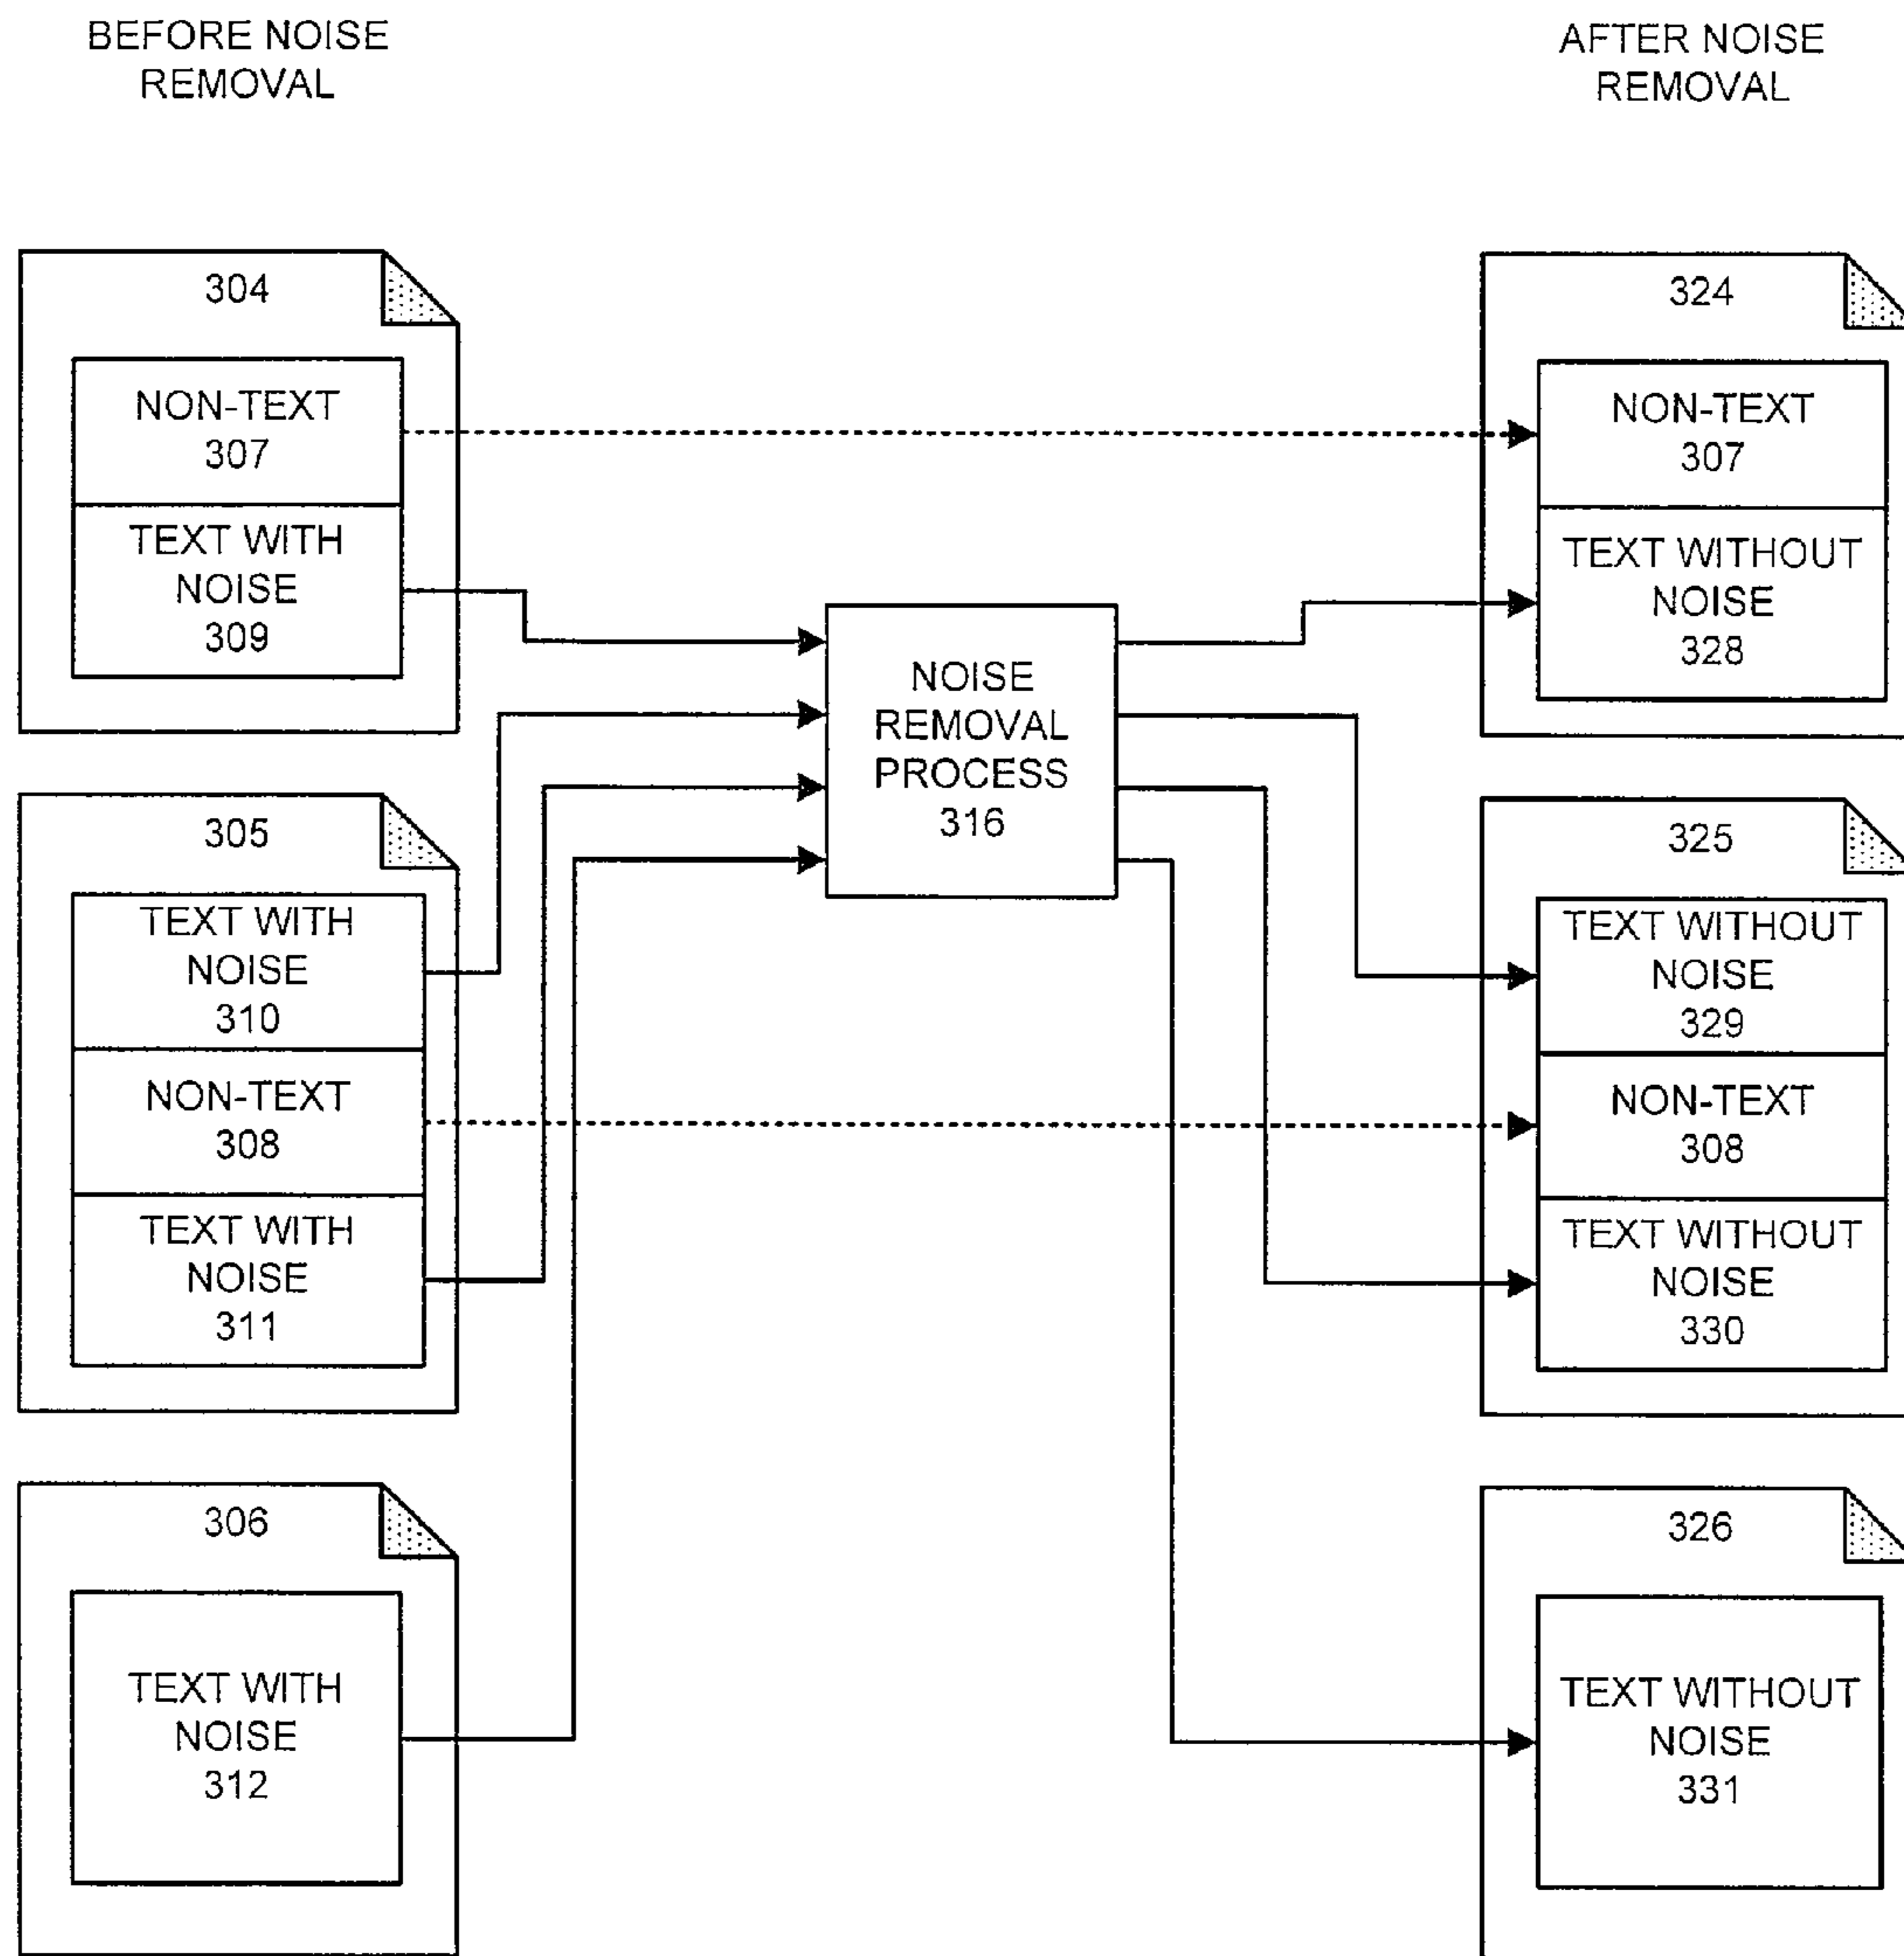 BEFORE NOISE
REMOVAL
AFTER NOISE
REMOVAL
304
NON-TEXT
307
TEXT WITH
NOISE
309
305
TEXT WITH
NOISE
310
NON-TEXT
308
TEXT WITH
NOISE
311
306
TEXT WITH
NOISE
312
NOISE
REMOVAL
PROCESS
316
324
NON-TEXT
307
TEXT WITHOUT
NOISE
328
325
TEXT WITHOUT
NOISE
329
NON-TEXT
308
TEXT WITHOUT
NOISE
330
326
TEXT WITHOUT
NOISE
331